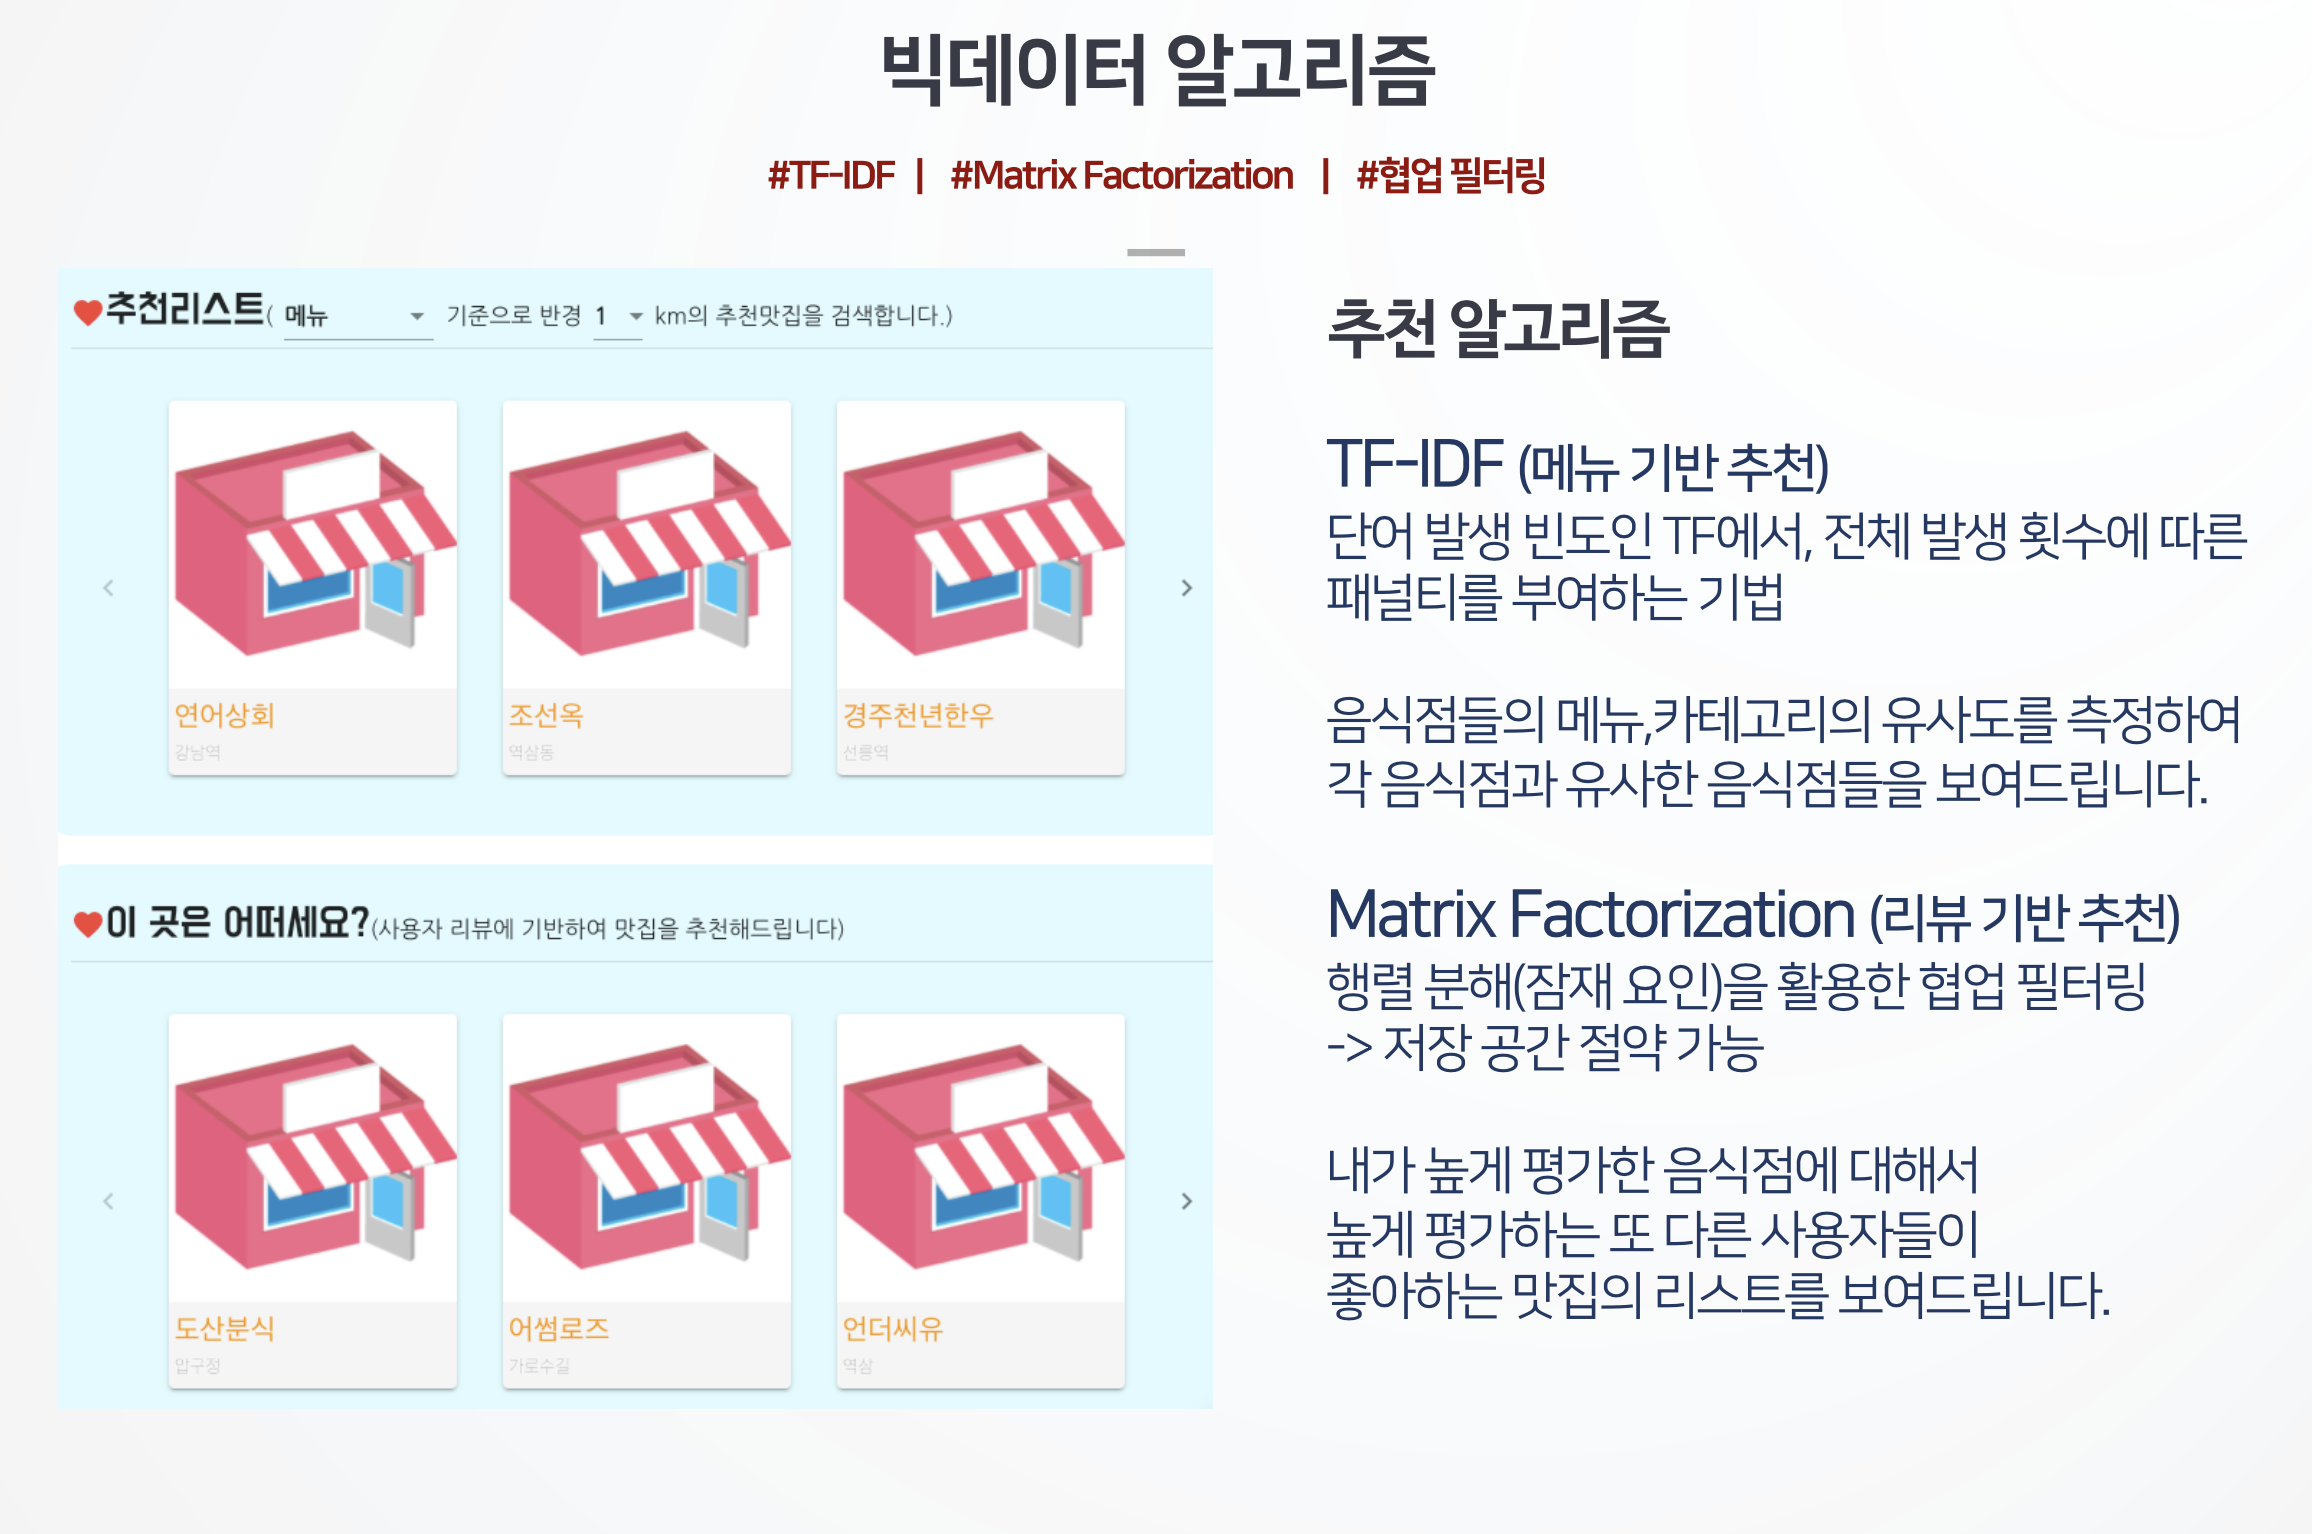 빅데이터 알고리즘
#TF-IDF | #Matrix Factorization | #협업 필터링
추천리스트( 메뉴 기준으로 반경 1 km의 추천맛집을 검색합니다.)
연어상회
강남역
조선옥
역삼동
경주천년한우
선릉역
이 곳은 어떠세요?(사용자 리뷰에 기반하여 맛집을 추천해드립니다)
도산분식
압구정
어썸로즈
가로수길
언더씨유
역삼
추천 알고리즘
TF-IDF (메뉴 기반 추천)
단어 발생 빈도인 TF에서, 전체 발생 횟수에 따른
패널티를 부여하는 기법
음식점들의 메뉴,카테고리의 유사도를 측정하여
각 음식점과 유사한 음식점들을 보여드립니다.
Matrix Factorization (리뷰 기반 추천)
행렬 분해(잠재 요인)을 활용한 협업 필터링
-> 저장 공간 절약 가능
내가 높게 평가한 음식점에 대해서
높게 평가하는 또 다른 사용자들이
좋아하는 맛집의 리스트를 보여드립니다.